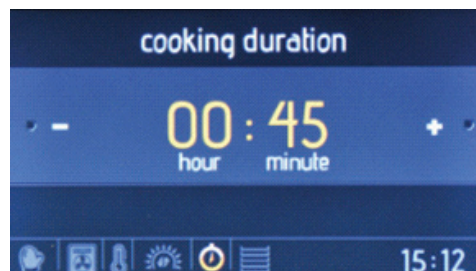 cooking duration
- 00 : 45 +
hour minute
15:12